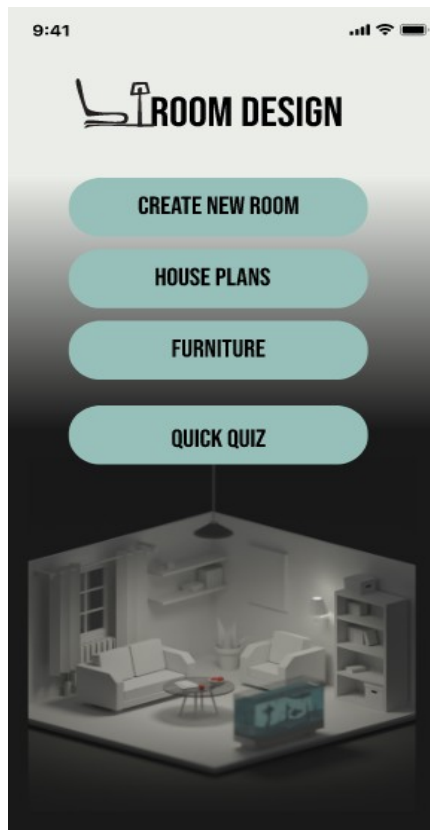 9:41
ROOM DESIGN
CREATE NEW ROOM
HOUSE PLANS
FURNITURE
QUICK QUIZ